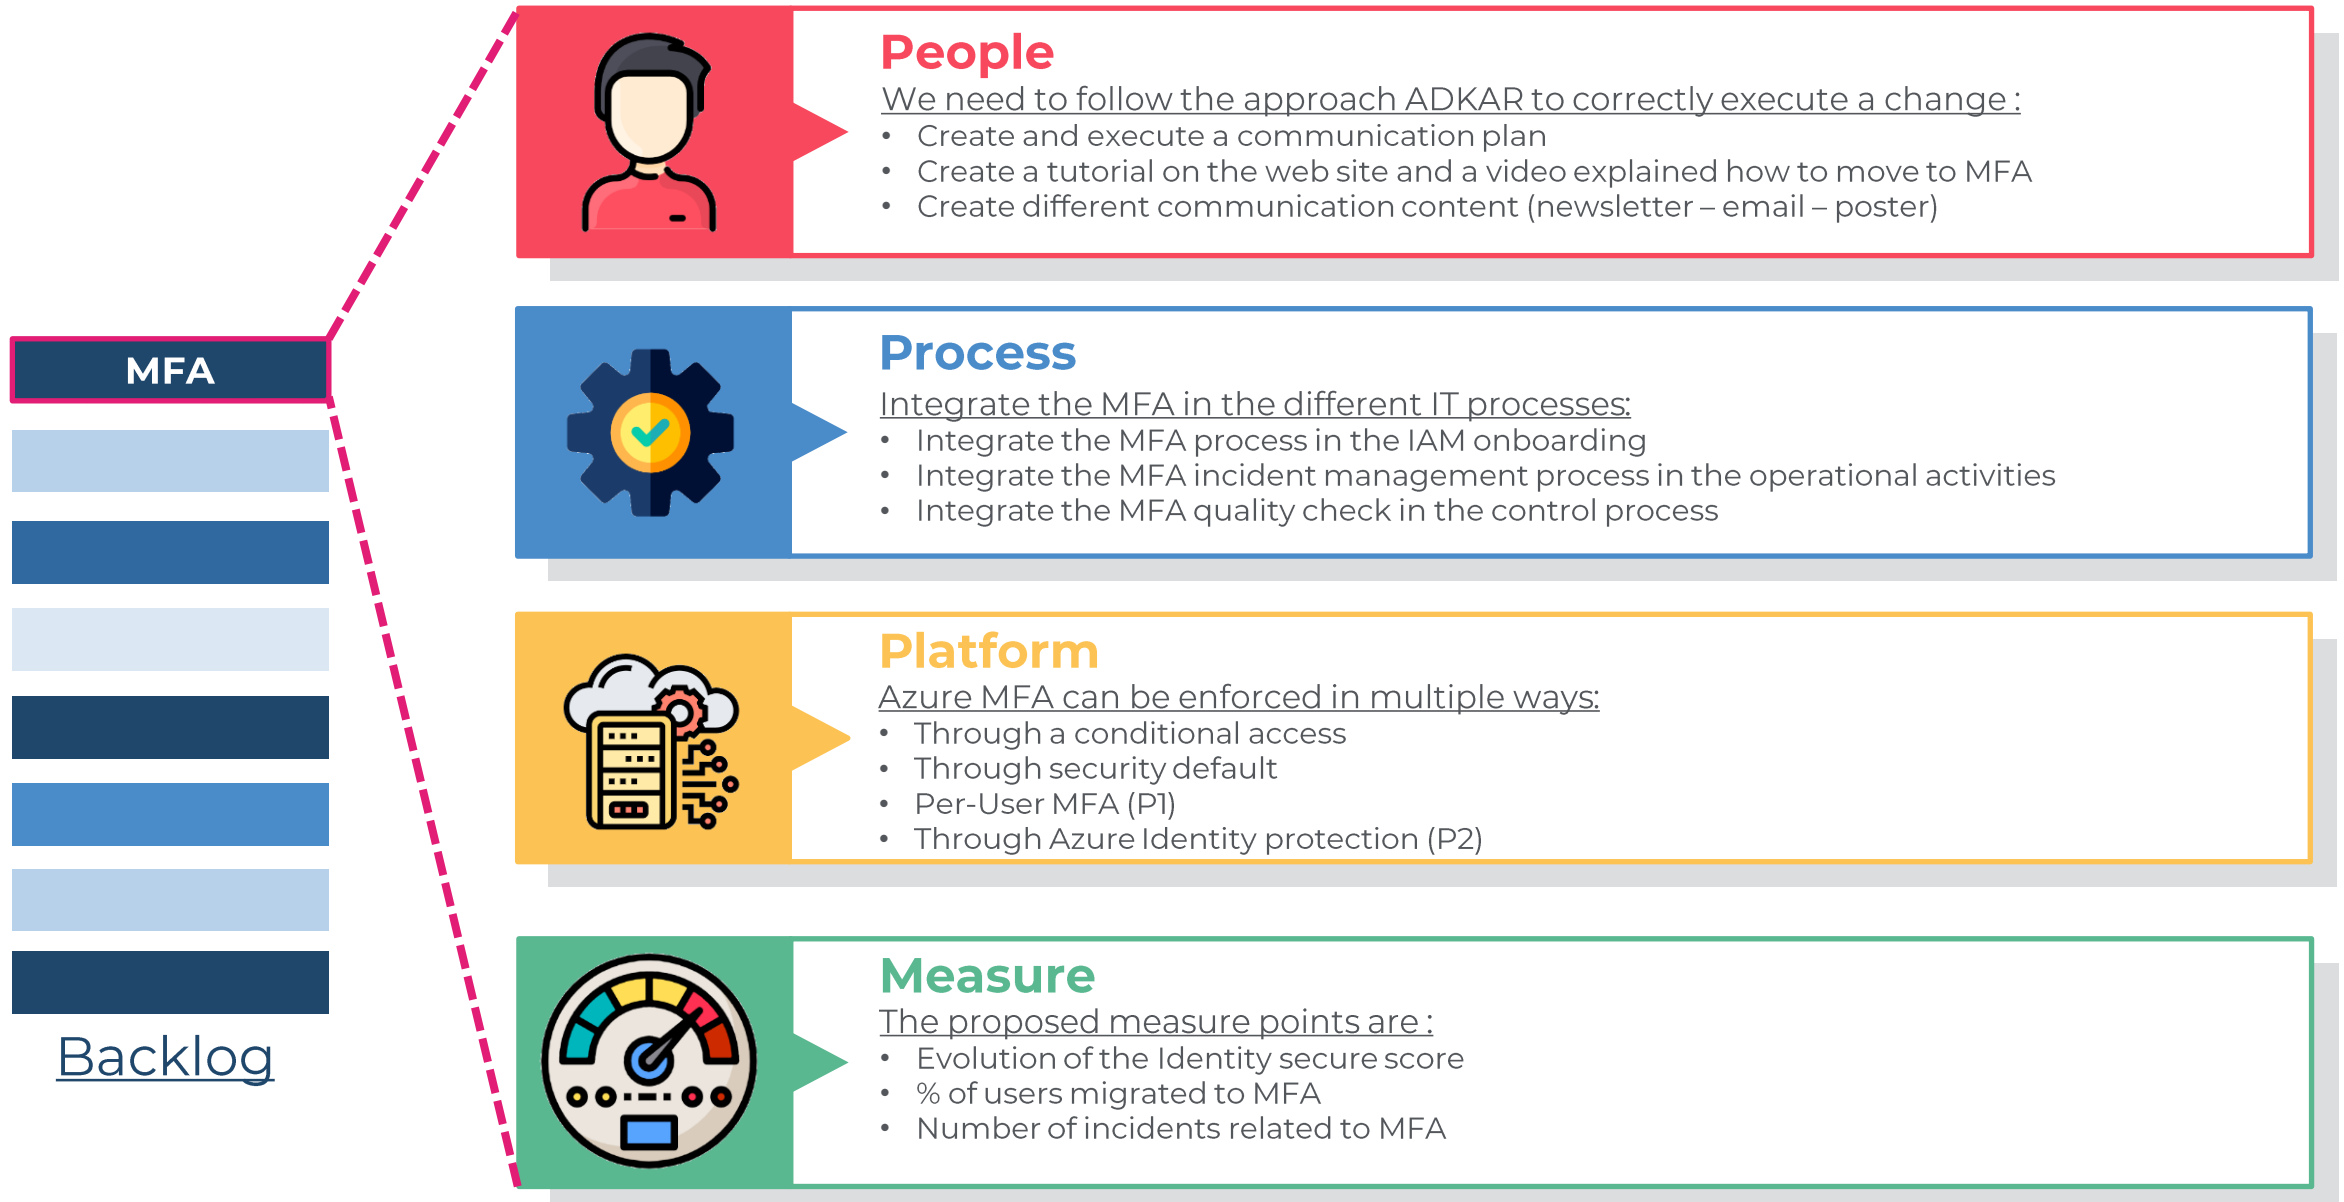 People
We need to follow the approach ADKAR to correctly execute a change :
• Create and execute a communication plan
• Create a tutorial on the web site and a video explained how to move to MFA
• Create different communication content (newsletter – email – poster)
MFA
Backlog
Process
Integrate the MFA in the different IT processes:
• Integrate the MFA process in the IAM onboarding
• Integrate the MFA incident management process in the operational activities
• Integrate the MFA quality check in the control process
Platform
Azure MFA can be enforced in multiple ways:
• Through a conditional access
• Through security default
• Per-User MFA (P1)
• Through Azure Identity protection (P2)
Measure
The proposed measure points are :
• Evolution of the Identity secure score
• % of users migrated to MFA
• Number of incidents related to MFA